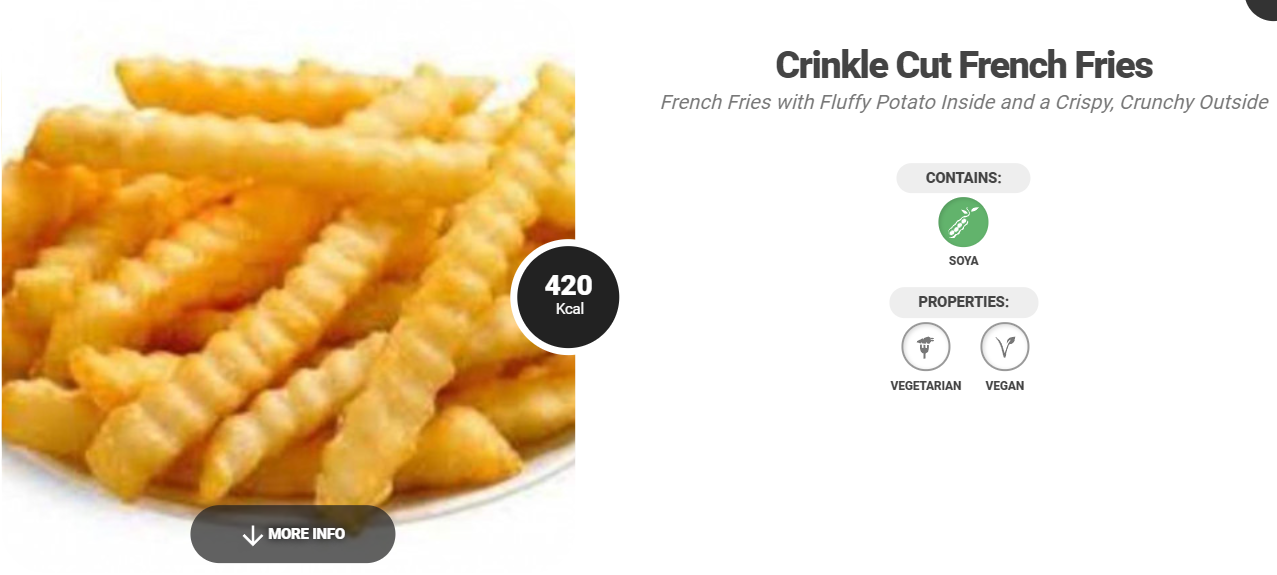 Crinkle Cut French Fries
French Fries with Fluffy Potato Inside and a Crispy, Crunchy Outside
CONTAINS:
SOYA
PROPERTIES:
VEGETARIAN VEGAN
420
Kcal
MORE INFO